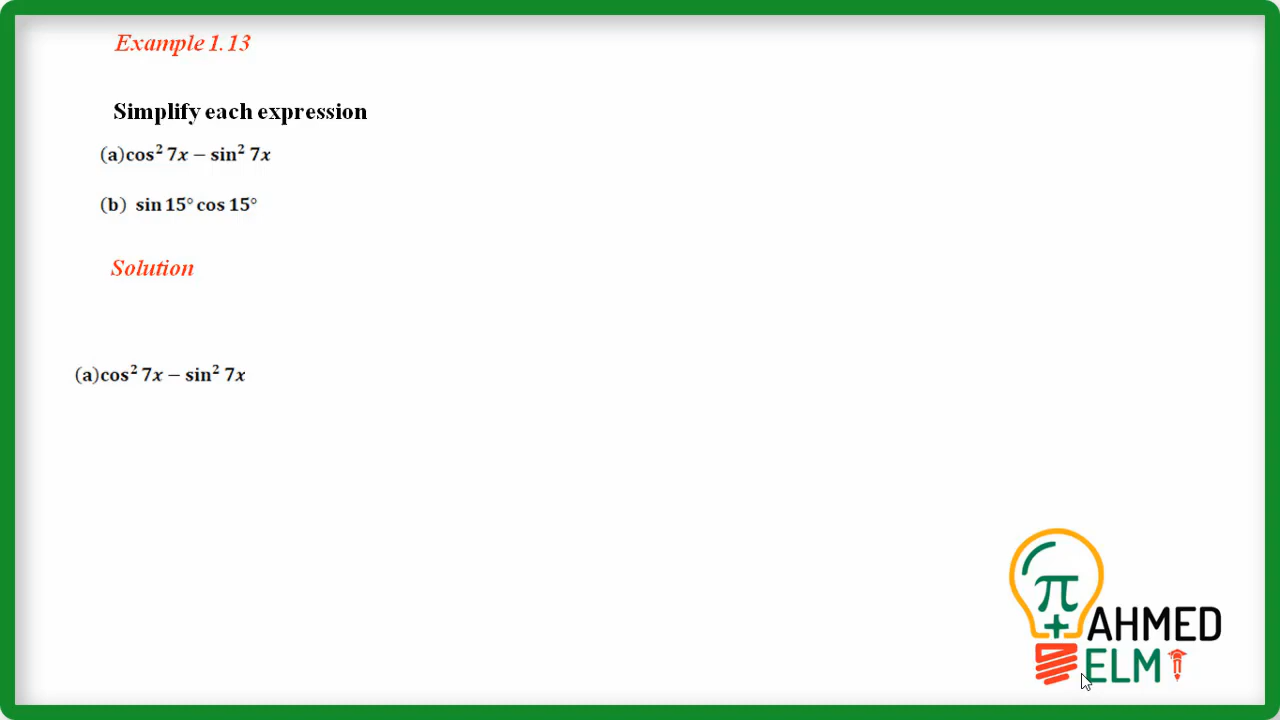 Example 1.13
Simplify each expression
(a)cos² 7x − sin² 7x
(b) sin 15° cos 15°
Solution
(a)cos² 7x − sin² 7x
π
+
AHMED
ELMI